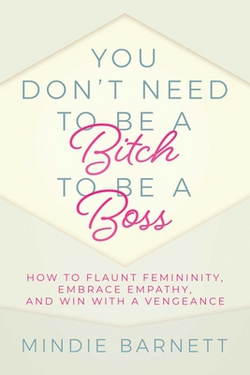 YOU
DON'T NEED
TO BE A
Bitch
TO BE A
Boss
HOW TO FLAUNT FEMININITY,
EMBRACE EMPATHY,
AND WIN WITH A VENGEANCE
MINDIE BARNETT